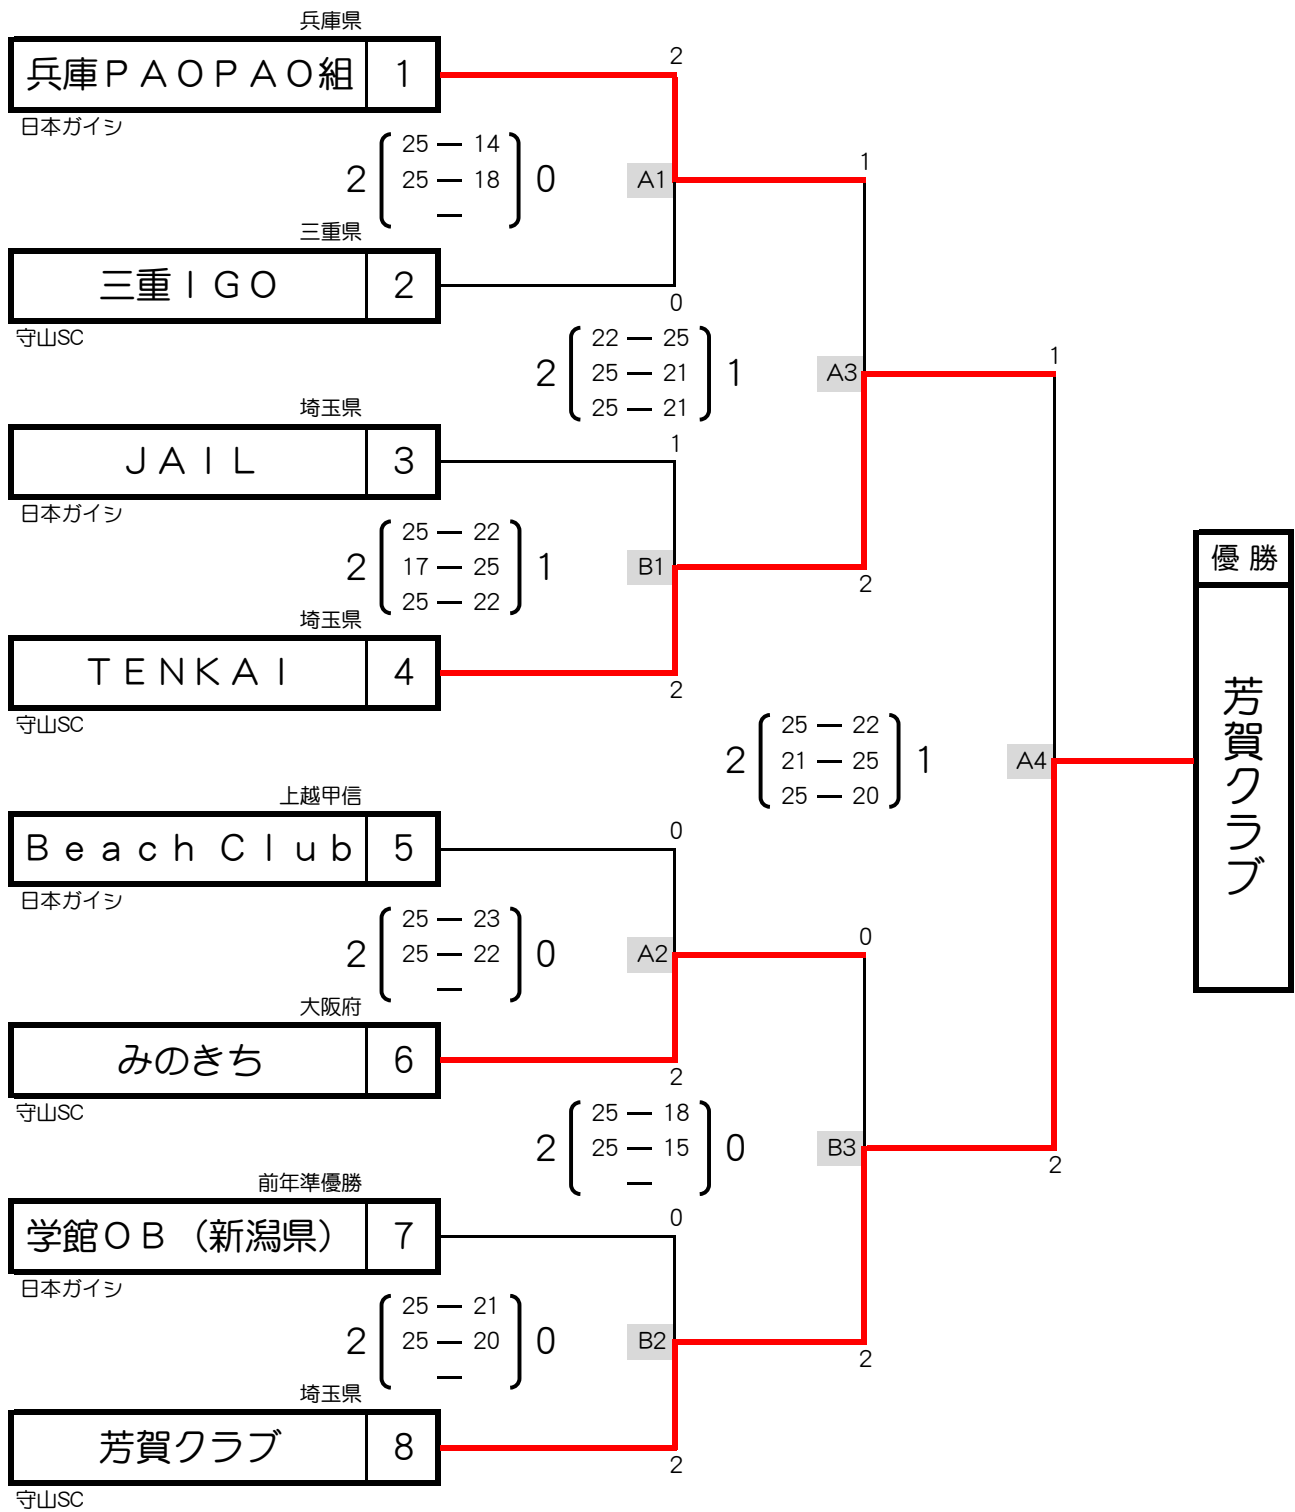 兵庫県
兵庫ＰＡＯＰＡＯ組 1
日本ガイシ
2
25 — 14
2 25 — 18 0
—
A1
1
三重県
三重ＩＧＯ 2
0
守山SC
22 — 25
2 25 — 21 1
25 — 21
A3
1
埼玉県
ＪＡＩＬ 3
1
日本ガイシ
25 — 22
2 17 — 25 1
25 — 22
B1
2
埼玉県
ＴＥＮＫＡＩ 4
2
守山SC
25 — 22
2 21 — 25 1
25 — 20
A4
優勝
芳賀クラブ
上越甲信
Ｂｅａｃｈ Ｃｌｕｂ 5
0
日本ガイシ
25 — 23
2 25 — 22 0
—
A2
0
大阪府
みのきち 6
2
守山SC
25 — 18
2 25 — 15 0
—
B3
2
前年準優勝
学館ＯＢ（新潟県） 7
0
日本ガイシ
25 — 21
2 25 — 20 0
—
B2
2
埼玉県
芳賀クラブ 8
2
守山SC